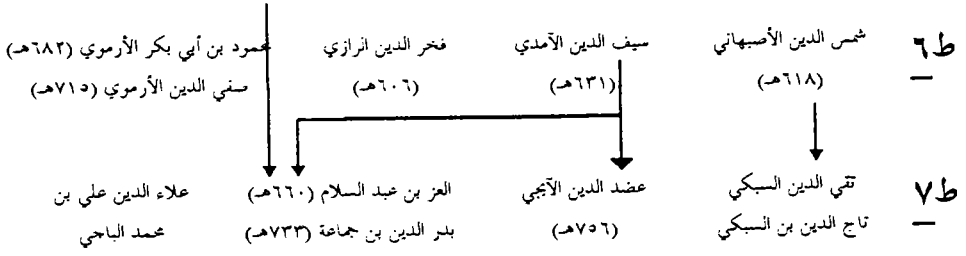 ط٦
شمس الدين الأصبهاني
(٦١٨هـ)
سيف الدين الآمدي
(٦٣١هـ)
فخر الدين الرازي
(٦٠٦هـ)
محمود بن أبي بكر الأرموي (٦٨٢هـ)
صفي الدين الأرموي (٧١٥هـ)
ط٧
تقي الدين السبكي
تاج الدين بن السبكي
عضد الدين الآيجي
(٧٥٦هـ)
العز بن عبد السلام (٦٦٠هـ)
بدر الدين بن جماعة (٧٣٣هـ)
علاء الدين علي بن
محمد الباجي